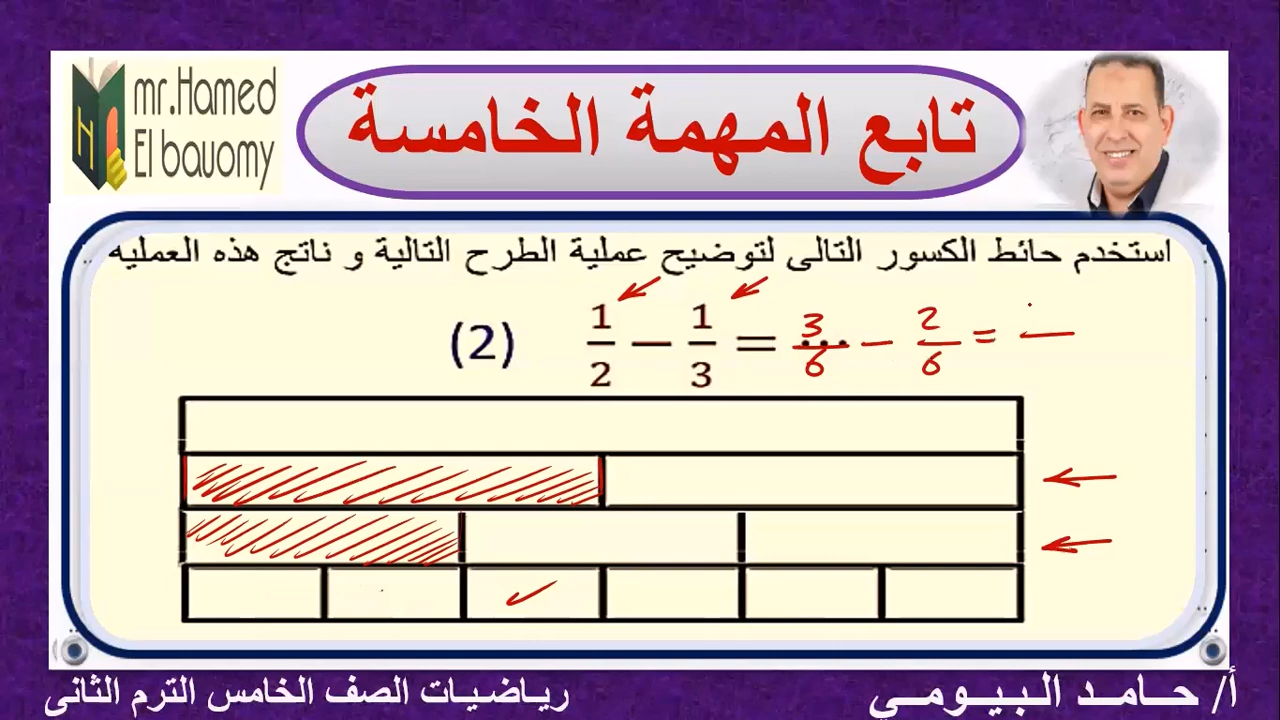 mr.Hamed
El bauomy
H
تابع المهمة الخامسة
استخدم حائط الكسور التالى لتوضيح عملية الطرح التالية و ناتج هذه العمليه ..
(2) 1/2 − 1/3 = ... 3/6 − 2/6 =
أ/ حامد البيومي
رياضيات الصف الخامس الترم الثانى